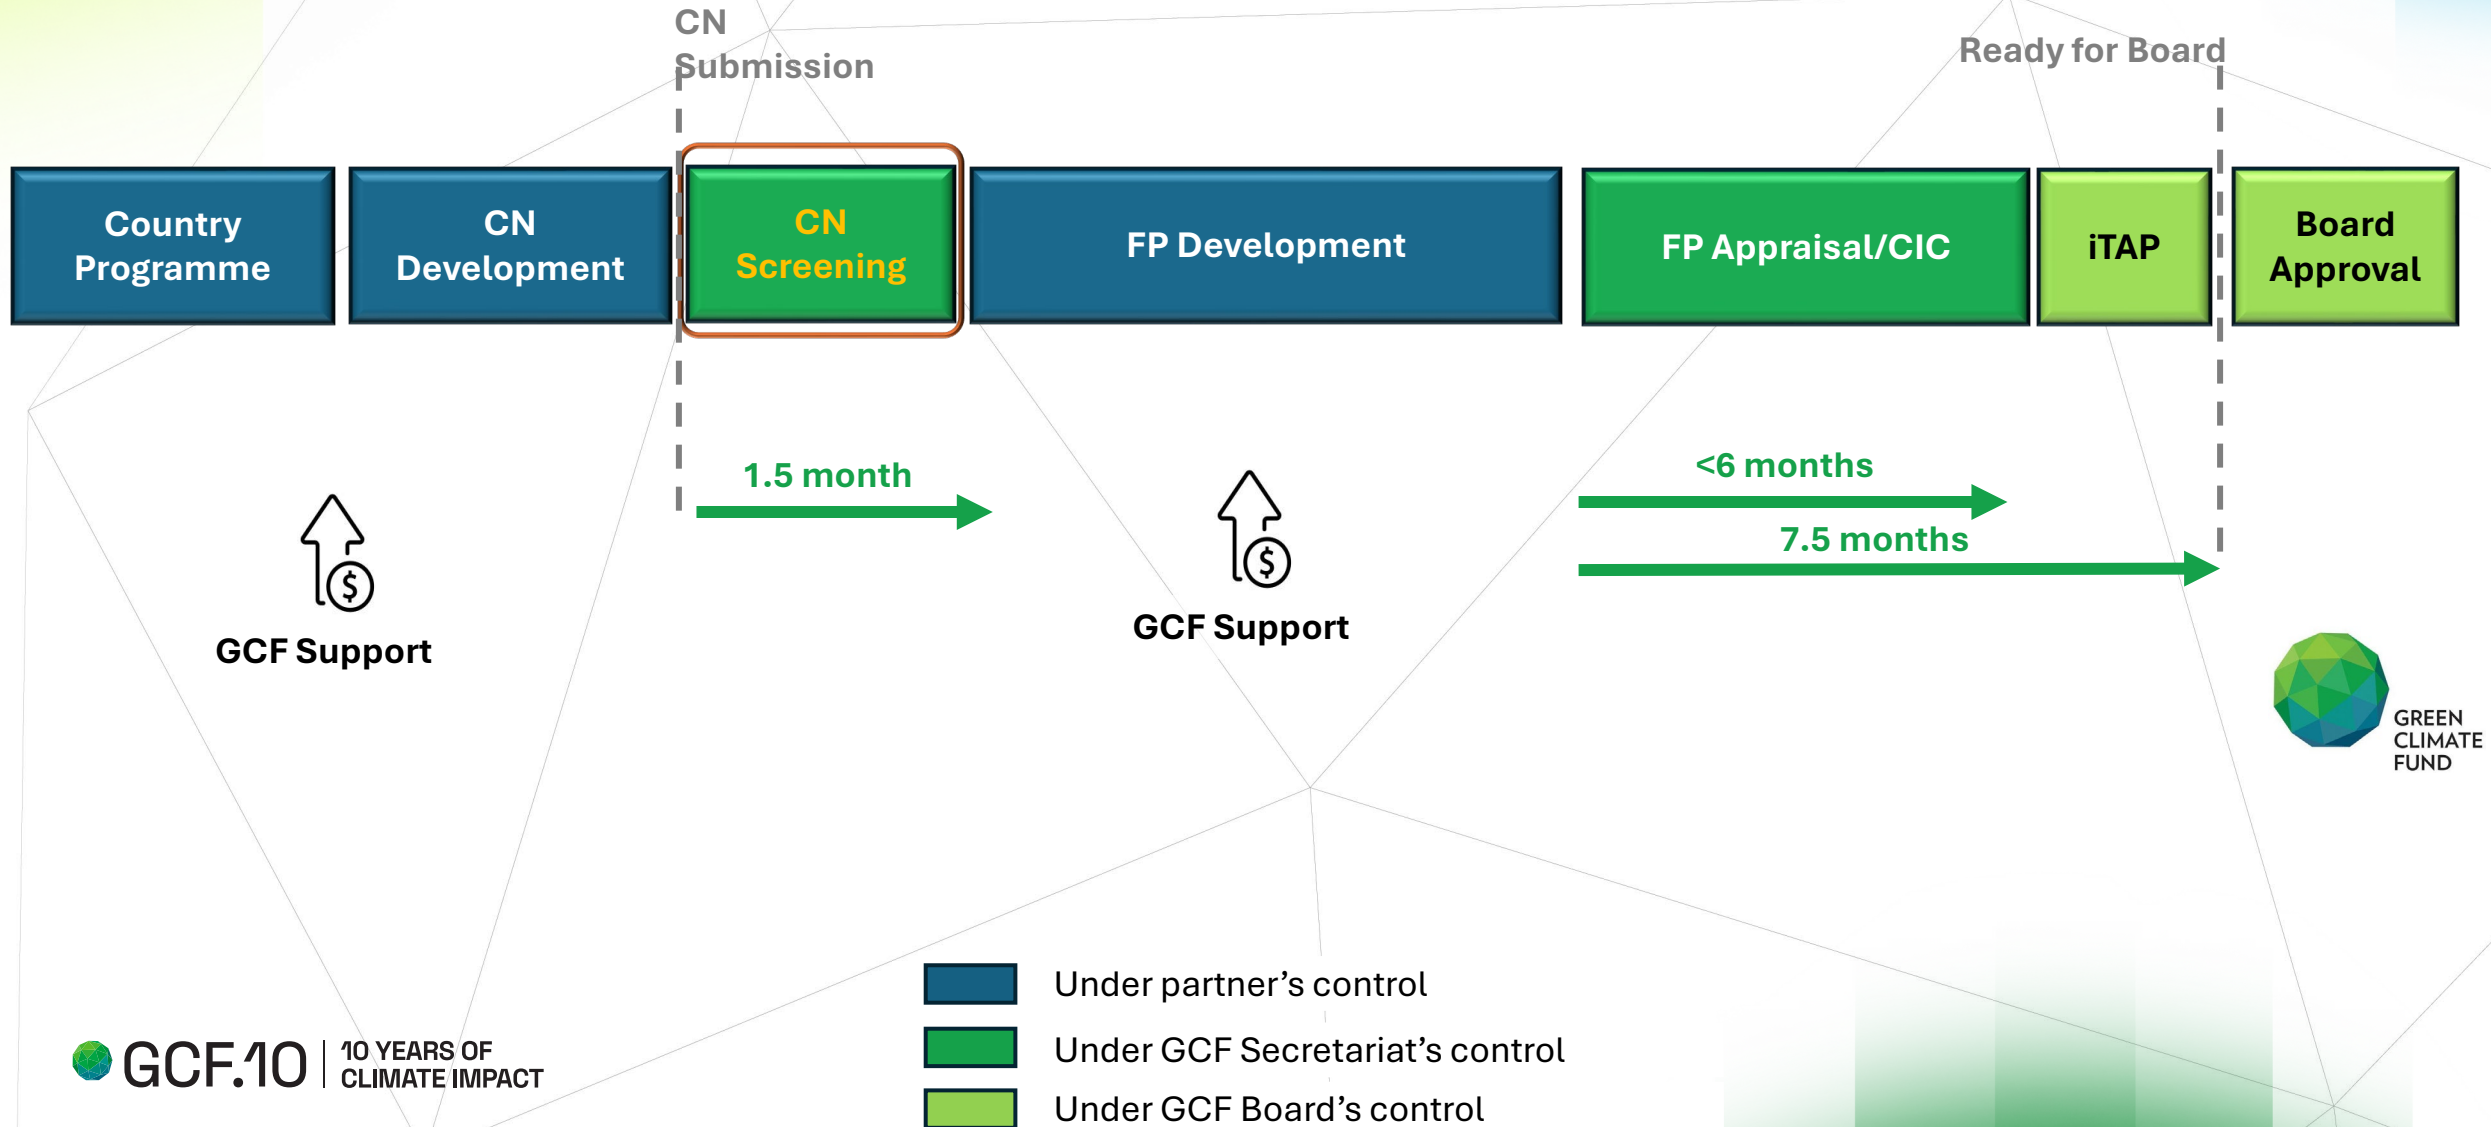 CN
Submission
Ready for Board
Country
Programme
CN
Development
CN
Screening
FP Development
FP Appraisal/CIC
iTAP
Board
Approval
1.5 month
<6 months
7.5 months
$
GCF Support
$
GCF Support
GREEN
CLIMATE
FUND
Under partner's control
Under GCF Secretariat's control
Under GCF Board's control
GCF.10
10 YEARS OF
CLIMATE IMPACT